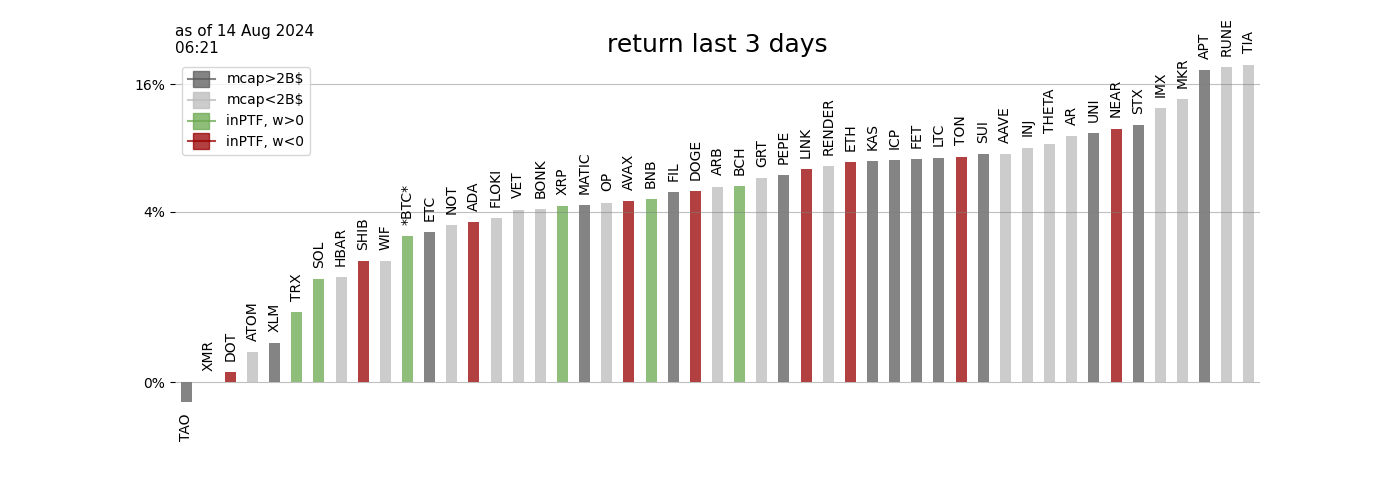 as of 14 Aug 2024
06:21
return last 3 days
mcap>2B$
mcap<2B$
inPTF, w>0
inPTF, w<0
16%
4%
0%
TAO
XMR
DOT
ATOM
XLM
TRX
SOL
HBAR
SHIB
WIF
*BTC*
ETC
NOT
ADA
FLOKI
VET
BONK
XRP
MATIC
OP
AVAX
BNB
FIL
DOGE
ARB
BCH
GRT
PEPE
LINK
RENDER
ETH
KAS
ICP
FET
LTC
TON
SUI
AAVE
INJ
THETA
AR
UNI
NEAR
STX
IMX
MKR
APT
RUNE
TIA